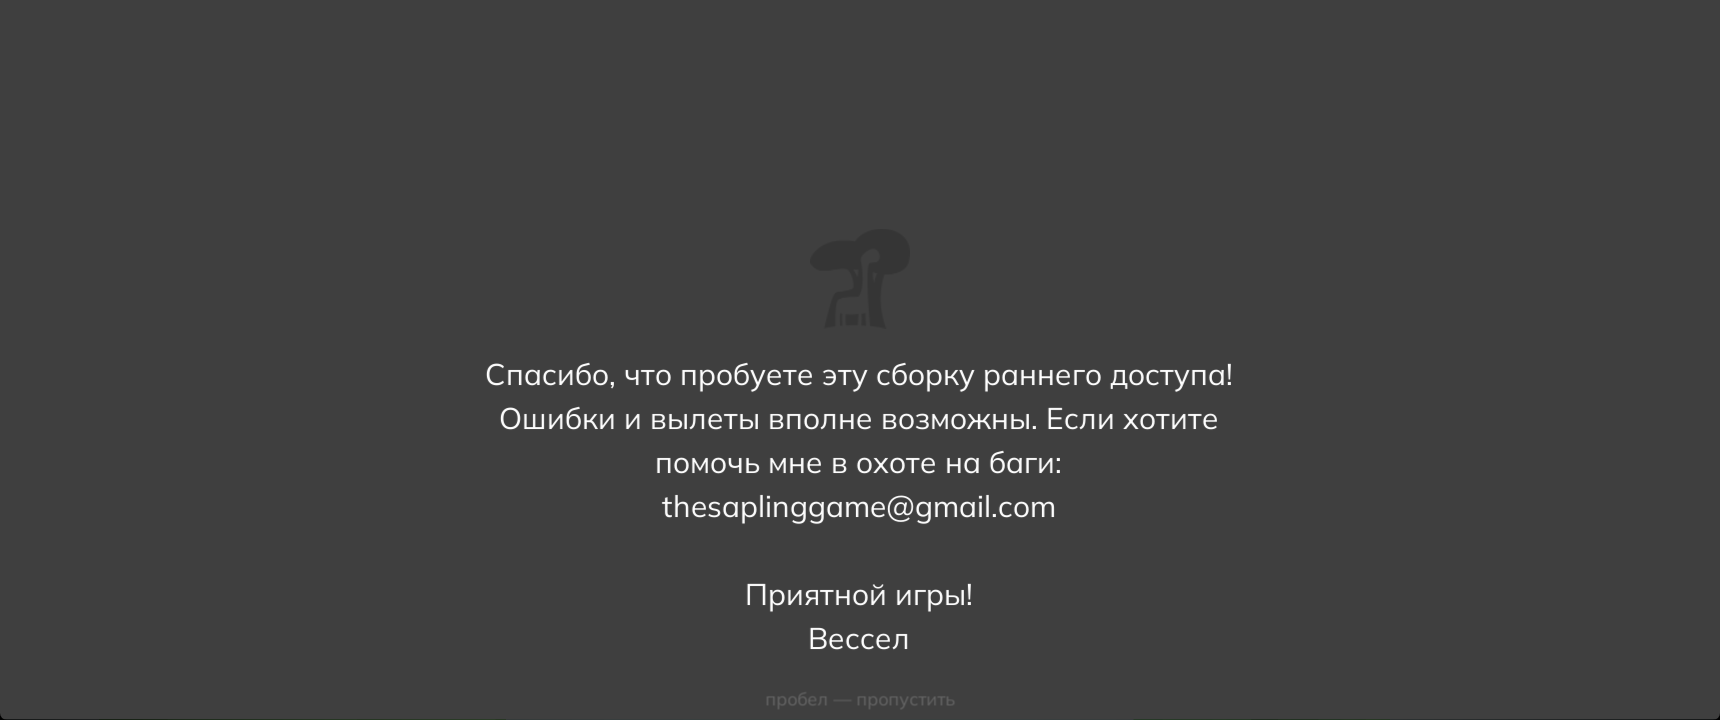 Спасибо, что пробуете эту сборку раннего доступа!
Ошибки и вылеты вполне возможны. Если хотите
помочь мне в охоте на баги:
thesaplinggame@gmail.com
Приятной игры!
Вессел
пробел — пропустить